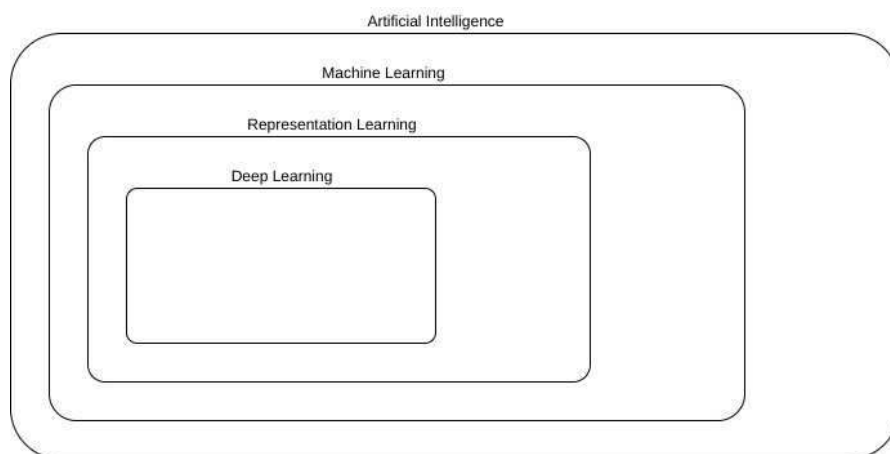 Artificial Intelligence
Machine Learning
Representation Learning
Deep Learning